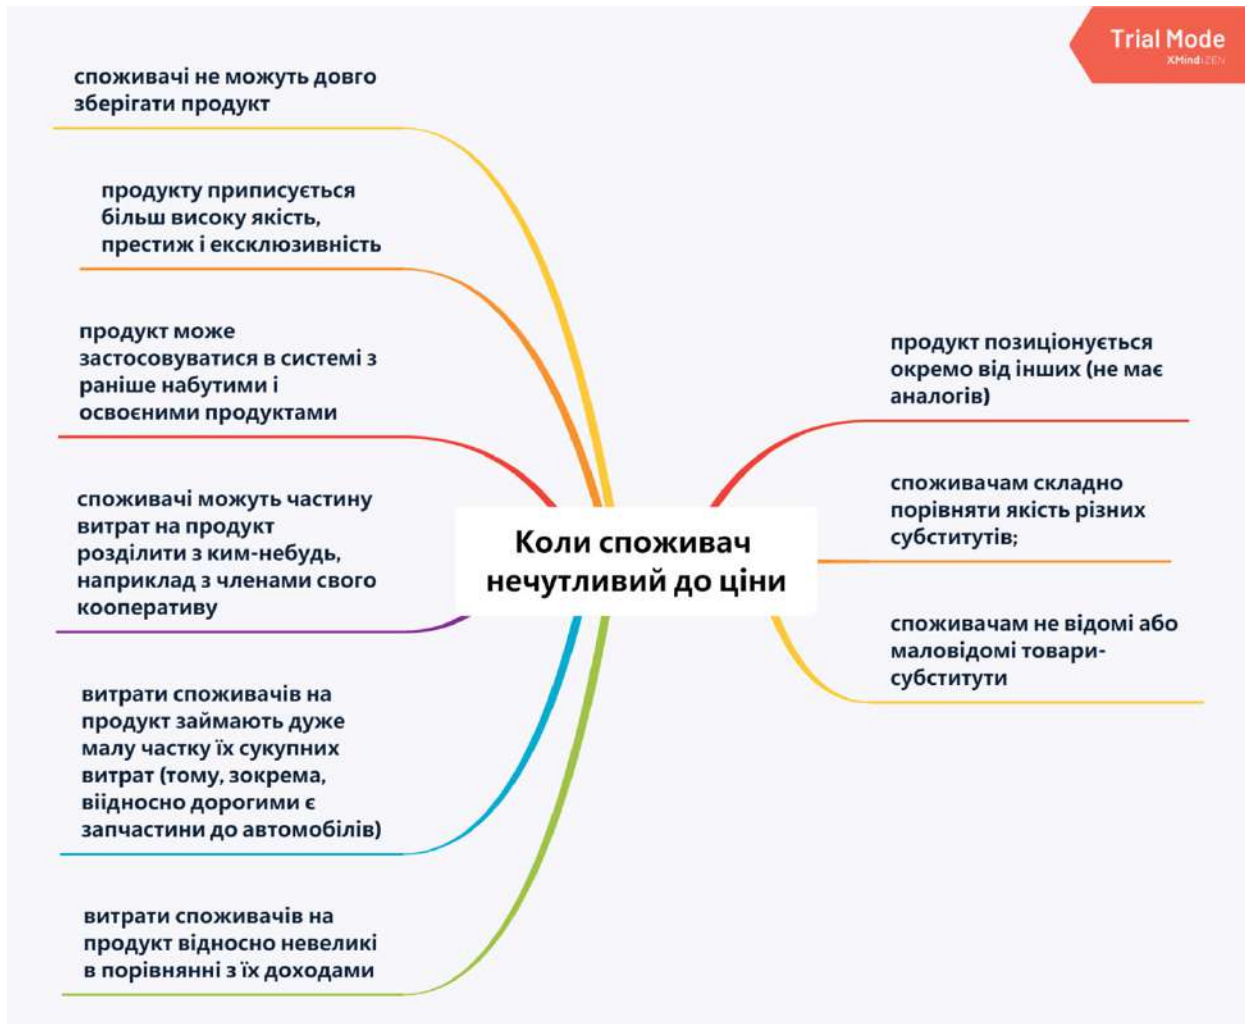 Trial Mode
XMind:ZEN
споживачі не можуть довго
зберігати продукт
продукту приписується
більш високу якість,
престиж і ексклюзивність
продукт може
застосовуватися в системі з
раніше набутими і
освоєними продуктами
споживачі можуть частину
витрат на продукт
розділити з ким-небудь,
наприклад з членами свого
кооперативу
витрати споживачів на
продукт займають дуже
малу частку їх сукупних
витрат (тому, зокрема,
віідносно дорогими є
запчастини до автомобілів)
витрати споживачів на
продукт відносно невеликі
в порівнянні з їх доходами
Коли споживач
нечутливий до ціни
продукт позиціонується
окремо від інших (не має
аналогів)
споживачам складно
порівняти якість різних
субститутів;
споживачам не відомі або
маловідомі товари-
субститути